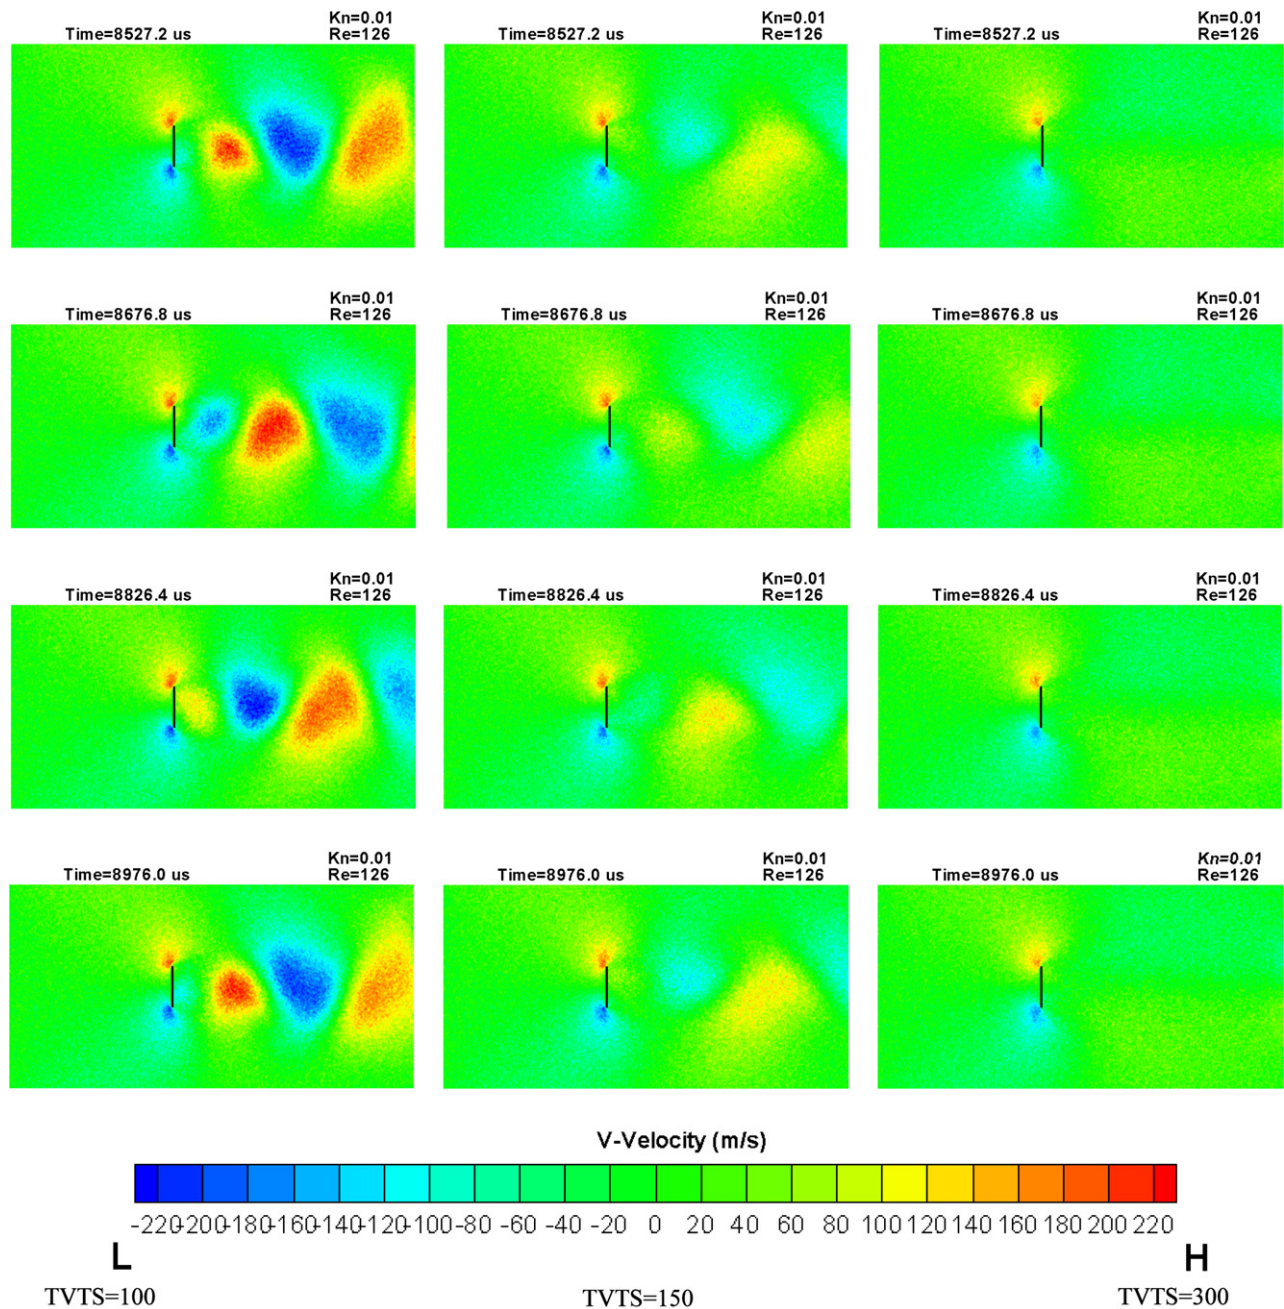 Kn=0.01 Kn=0.01 Kn=0.01
Time=8527.2 us Re=126 Time=8527.2 us Re=126 Time=8527.2 us Re=126
Kn=0.01 Kn=0.01 Kn=0.01
Time=8676.8 us Re=126 Time=8676.8 us Re=126 Time=8676.8 us Re=126
Kn=0.01 Kn=0.01 Kn=0.01
Time=8826.4 us Re=126 Time=8826.4 us Re=126 Time=8826.4 us Re=126
Kn=0.01 Kn=0.01 Kn=0.01
Time=8976.0 us Re=126 Time=8976.0 us Re=126 Time=8976.0 us Re=126
V-Velocity (m/s)
-220 -200 -180 -160 -140 -120 -100 -80 -60 -40 -20 0 20 40 60 80 100 120 140 160 180 200 220
L H
TVTS=100 TVTS=150 TVTS=300